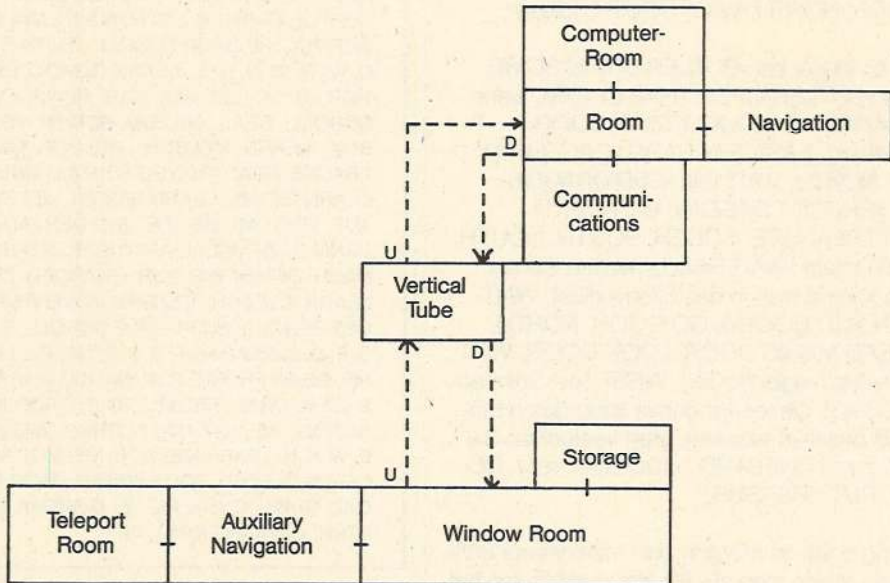 Computer-
Room
Room
Navigation
D
Communi-
cations
U
Vertical
Tube
D
Storage
U
Teleport
Room
Auxiliary
Navigation
Window Room